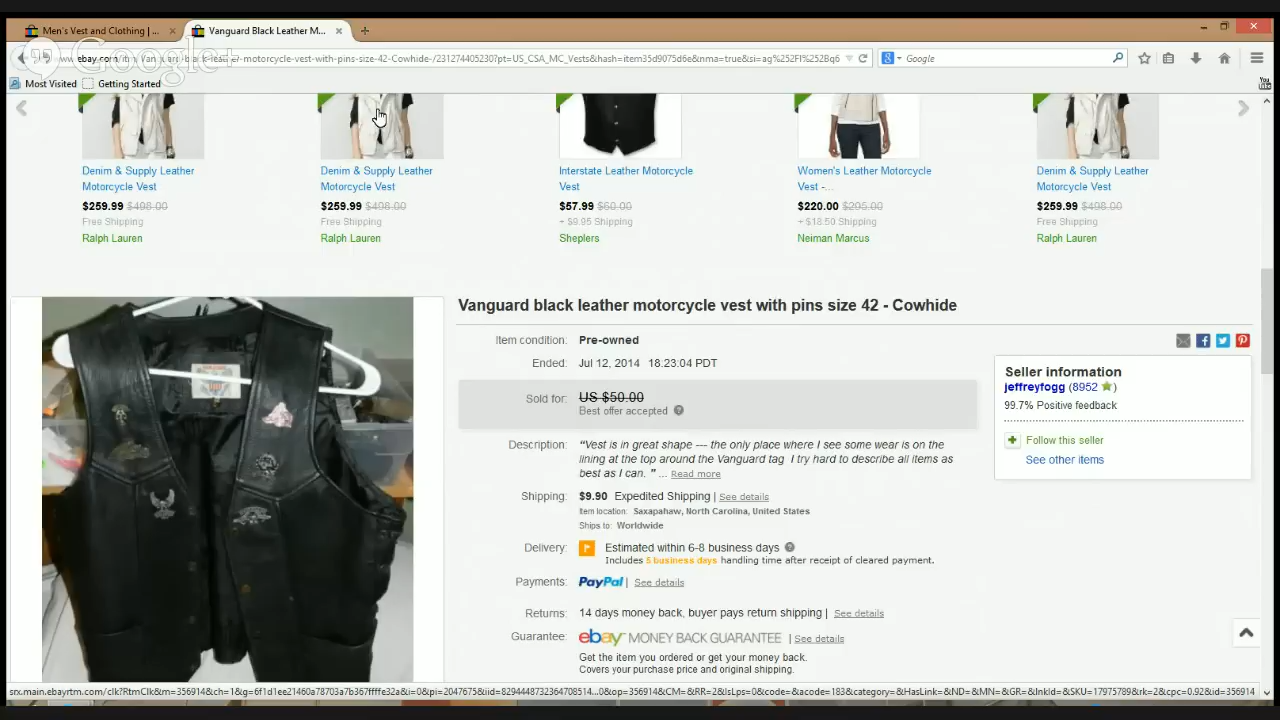 Men's Vest and Clothing | ...
Vanguard Black Leather M...
Google+
Google
Most Visited
Getting Started
You
Denim & Supply Leather
Motorcycle Vest
$259.99 $498.00
Free Shipping
Ralph Lauren
Denim & Supply Leather
Motorcycle Vest
$259.99 $498.00
Free Shipping
Ralph Lauren
Interstate Leather Motorcycle
Vest
$57.99 $60.00
+ $9.95 Shipping
Sheplers
Women's Leather Motorcycle
Vest -...
$220.00 $295.00
+ $18.50 Shipping
Neiman Marcus
Denim & Supply Leather
Motorcycle Vest
$259.99 $498.00
Free Shipping
Ralph Lauren
Vanguard black leather motorcycle vest with pins size 42 - Cowhide
Item condition: Pre-owned
Ended: Jul 12, 2014 18:23:04 PDT
Sold for: US $50.00
Best offer accepted
Description: "Vest is in great shape --- the only place where I see some wear is on the
lining at the top around the Vanguard tag I try hard to describe all items as
best as I can. " ... Read more
Shipping: $9.90 Expedited Shipping | See details
Item location: Saxapahaw, North Carolina, United States
Ships to: Worldwide
Delivery: Estimated within 6-8 business days
Includes 5 business days handling time after receipt of cleared payment.
Payments: PayPal | See details
Returns: 14 days money back, buyer pays return shipping | See details
Guarantee: ebay MONEY BACK GUARANTEE | See details
Get the item you ordered or get your money back.
Covers your purchase price and original shipping.
Seller information
jeffreyfogg (8952)
99.7% Positive feedback
Follow this seller
See other items